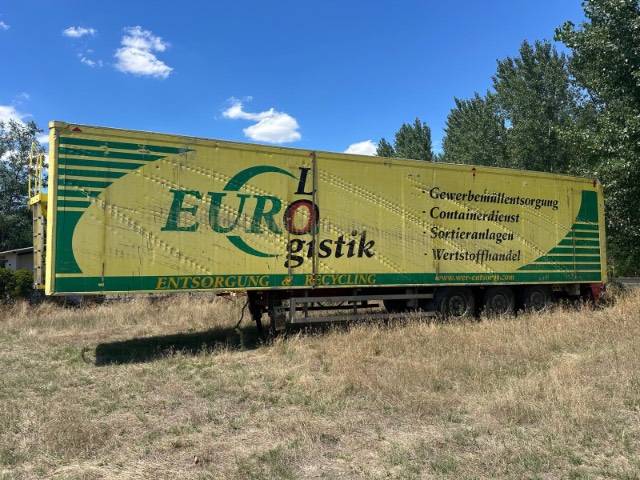 EURO
LOgistik
ENTSORGUNG & RECYCLING
Gewerbemüllentsorgung
Containerdienst
Sortieranlagen
Wertstoffhandel